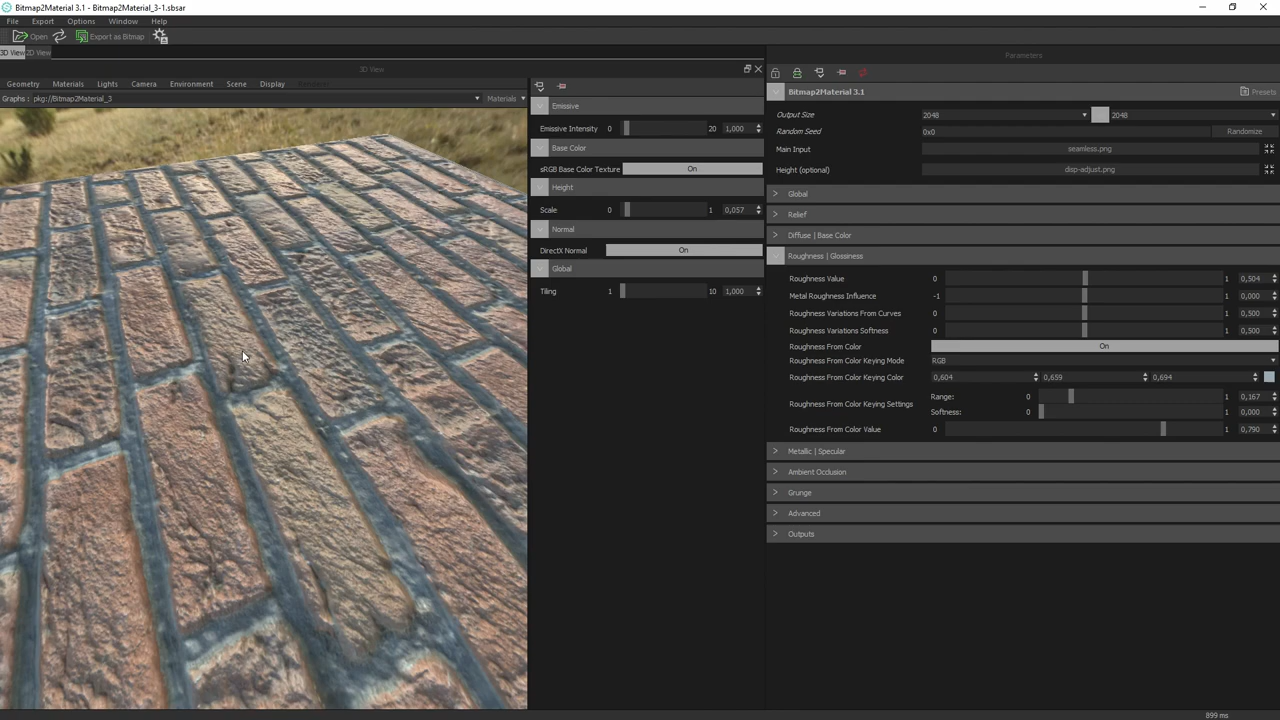 Bitmap2Material 3.1 - Bitmap2Material_3-1.sbsar
File Export Options Window Help
Open Export as Bitmap
3D View 2D View
3D View
Geometry Materials Lights Camera Environment Scene Display
Graphs : pkg://Bitmap2Material_3 Materials
Emissive
Emissive Intensity 0 20 1,000
Base Color
sRGB Base Color Texture On
Height
Scale 0 1 0,057
Normal
DirectX Normal On
Global
Tiling 1 10 1,000
Parameters
Bitmap2Material 3.1 Presets
Output Size 2048 2048
Random Seed 0x0 Randomize
Main Input seamless.png
Height (optional) disp-adjust.png
Global
Relief
Diffuse | Base Color
Roughness | Glossiness
Roughness Value 0 1 0,504
Metal Roughness Influence -1 1 0,000
Roughness Variations From Curves 0 1 0,500
Roughness Variations Softness 0 1 0,500
Roughness From Color On
Roughness From Color Keying Mode RGB
Roughness From Color Keying Color 0,604 0,659 0,694
Roughness From Color Keying Settings Range: 0 1 0,167
Softness: 0 1 0,000
Roughness From Color Value 0 1 0,790
Metallic | Specular
Ambient Occlusion
Grunge
Advanced
Outputs
899 ms